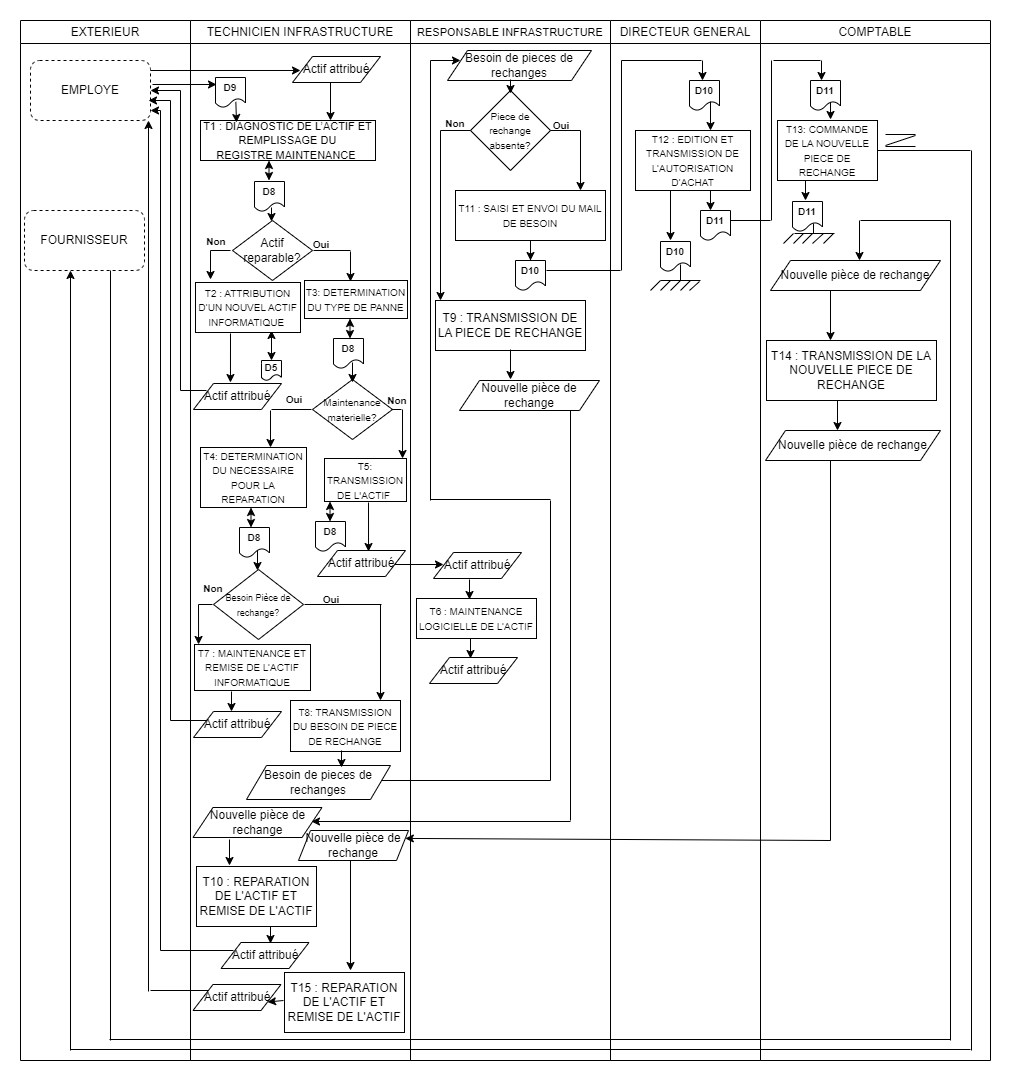 EXTERIEUR
TECHNICIEN INFRASTRUCTURE
RESPONSABLE INFRASTRUCTURE
DIRECTEUR GENERAL
COMPTABLE
EMPLOYE
FOURNISSEUR
Actif attribué
D9
T1 : DIAGNOSTIC DE L'ACTIF ET
REMPLISSAGE DU
REGISTRE MAINTENANCE
D8
Actif
reparable?
Non
Oui
T2 : ATTRIBUTION
D'UN NOUVEL ACTIF
INFORMATIQUE
T3: DETERMINATION
DU TYPE DE PANNE
D5
D8
Actif attribué
Maintenance
materielle?
Oui
Non
T4: DETERMINATION
DU NECESSAIRE
POUR LA
REPARATION
T5:
TRANSMISSION
DE L'ACTIF
D8
D8
Actif attribué
Besoin Pièce de
rechange?
Non
Oui
T7 : MAINTENANCE ET
REMISE DE L'ACTIF
INFORMATIQUE
Actif attribué
T8: TRANSMISSION
DU BESOIN DE PIECE
DE RECHANGE
Besoin de pieces de
rechanges
Nouvelle pièce de
rechange
Nouvelle pièce de
rechange
T10 : REPARATION
DE L'ACTIF ET
REMISE DE L'ACTIF
Actif attribué
T15 : REPARATION
DE L'ACTIF ET
REMISE DE L'ACTIF
Actif attribué
Besoin de pieces de
rechanges
Piece de
rechange
absente?
Non
Oui
T11 : SAISI ET ENVOI DU MAIL
DE BESOIN
D10
T9 : TRANSMISSION DE
LA PIECE DE RECHANGE
Nouvelle pièce de
rechange
Actif attribué
T6 : MAINTENANCE
LOGICIELLE DE L'ACTIF
Actif attribué
D10
T12 : EDITION ET
TRANSMISSION DE
L'AUTORISATION
D'ACHAT
D11
D10
D11
T13: COMMANDE
DE LA NOUVELLE
PIECE DE
RECHANGE
D11
Nouvelle pièce de rechange
T14 : TRANSMISSION DE LA
NOUVELLE PIECE DE
RECHANGE
Nouvelle pièce de rechange